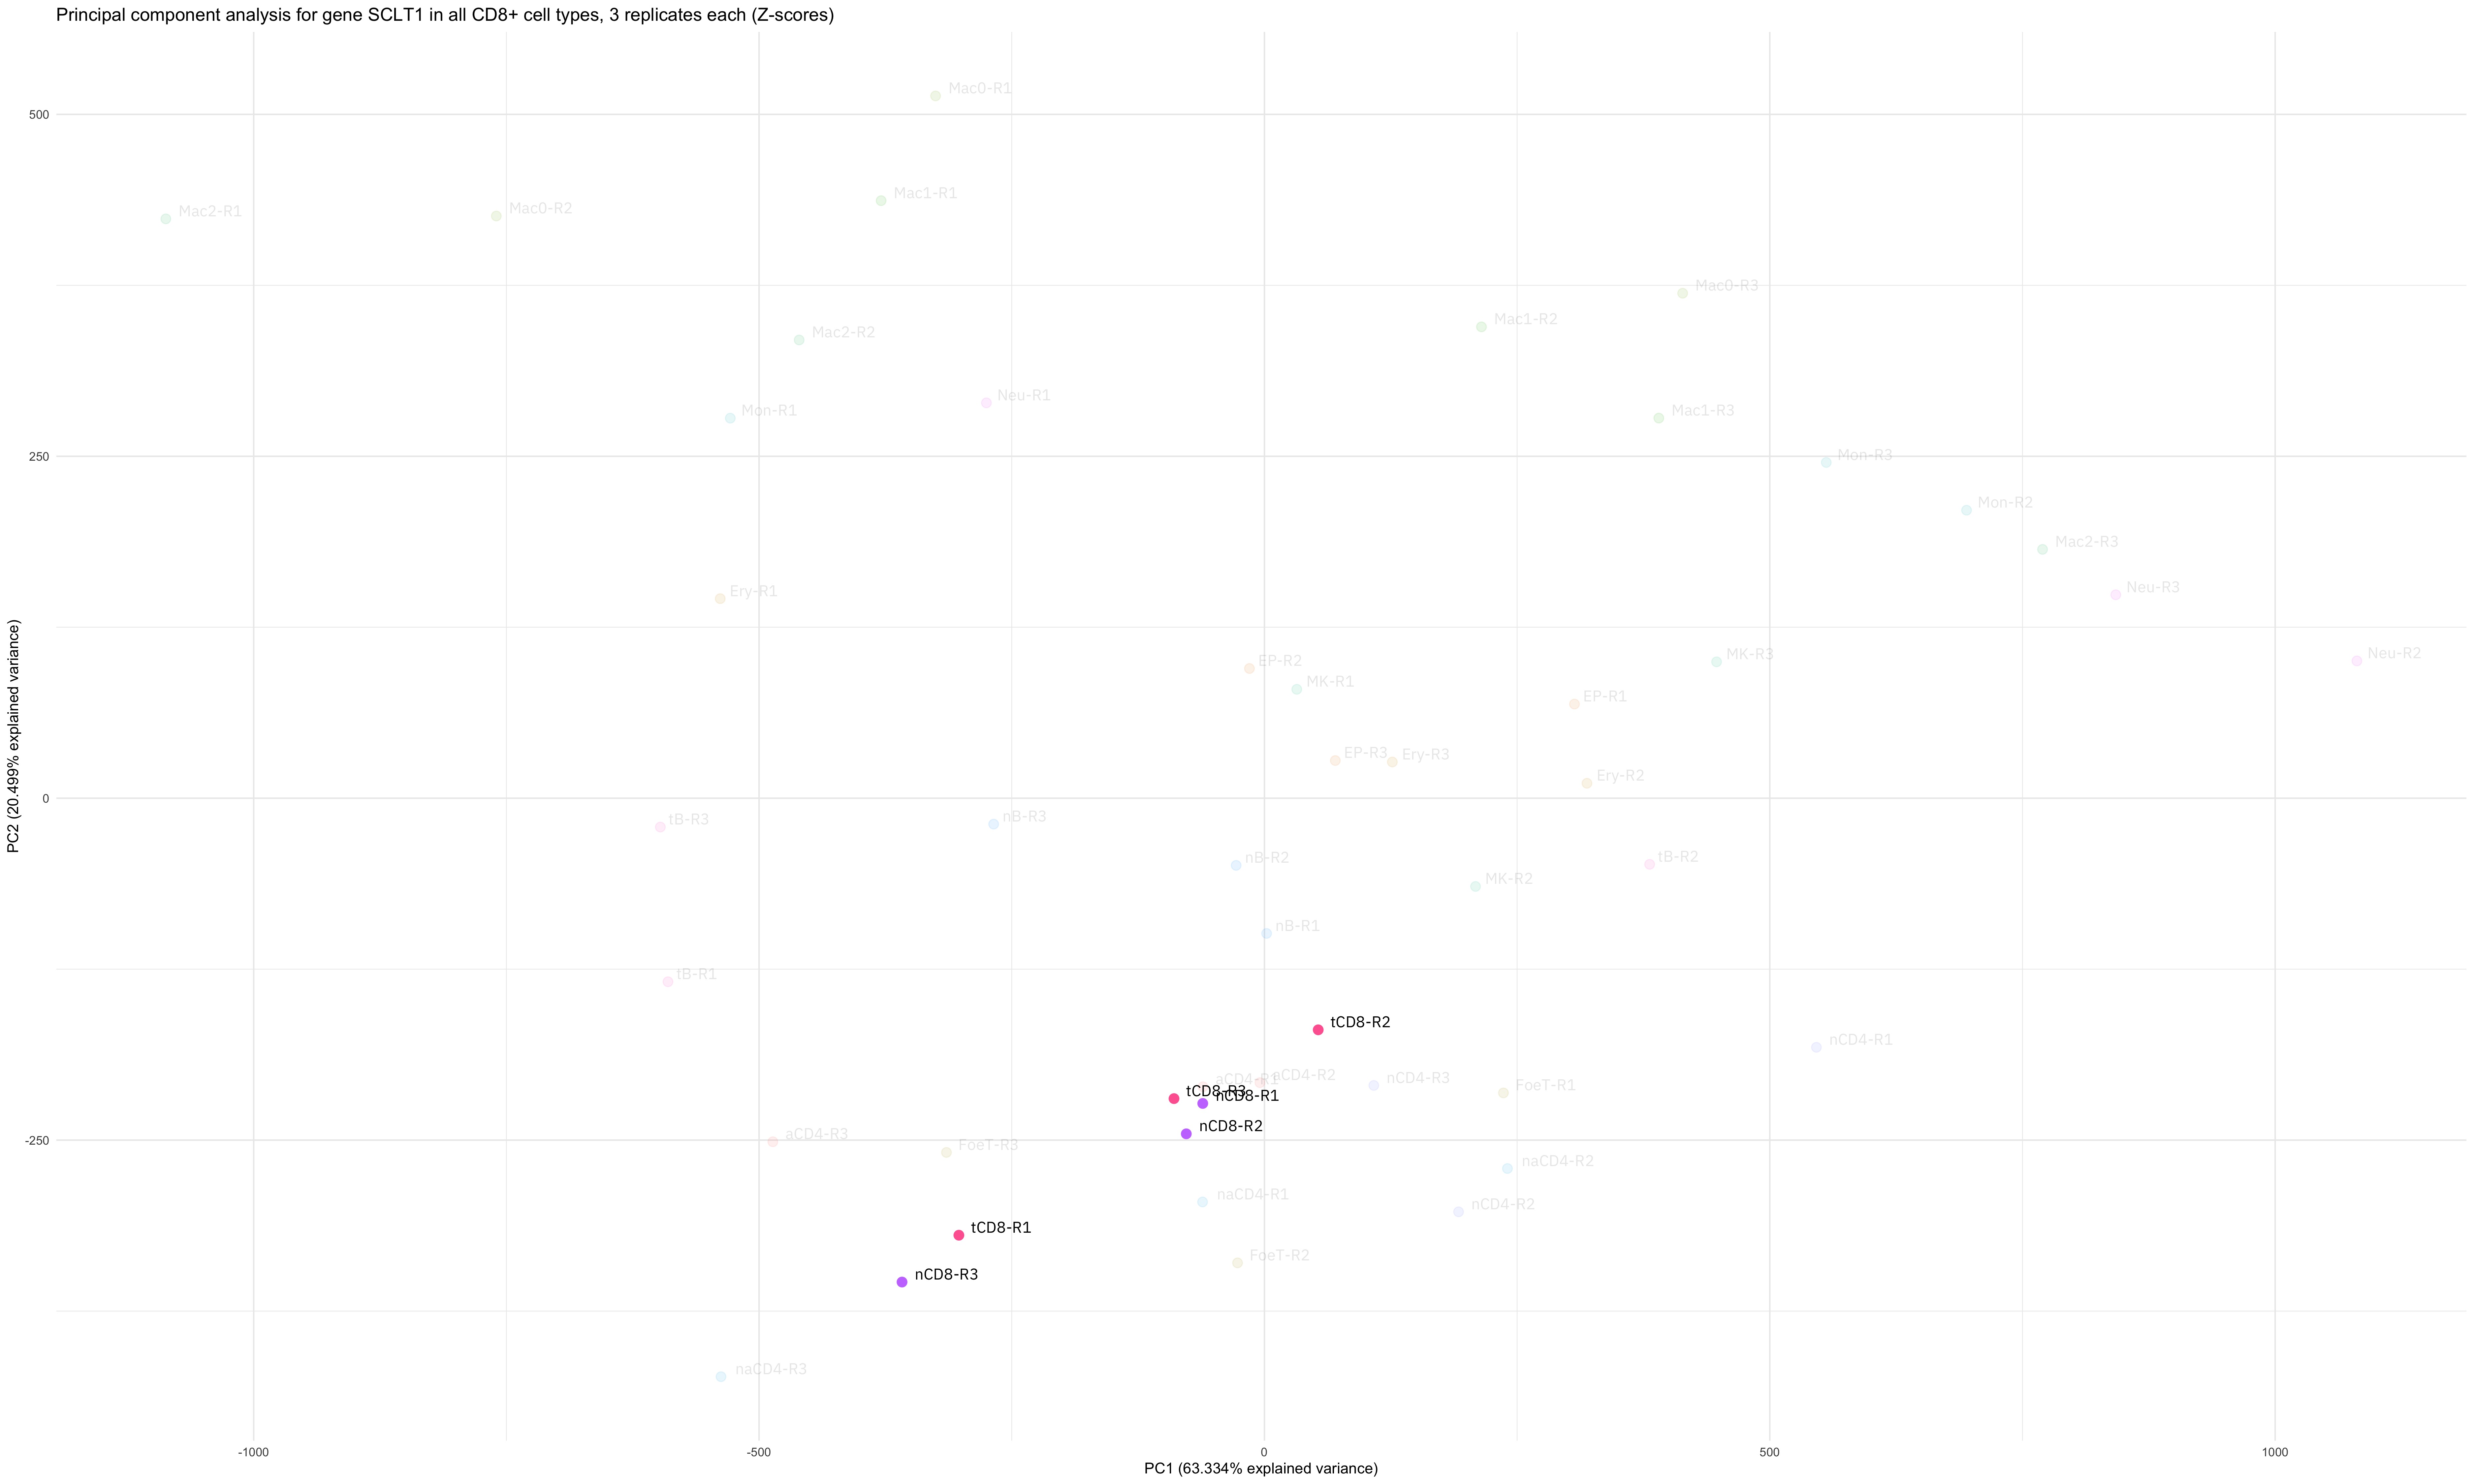 Principal component analysis for gene SCLT1 in all CD8+ cell types, 3 replicates each (Z-scores)
Mac0-R1
500
Mac1-R1
Mac2-R1
Mac0-R2
Mac0-R3
Mac1-R2
Mac2-R2
Neu-R1
Mon-R1
Mac1-R3
250
Mon-R3
Mon-R2
Mac2-R3
Ery-R1
Neu-R3
EP-R2
MK-R3
Neu-R2
MK-R1
EP-R1
EP-R3
Ery-R3
Ery-R2
0
tB-R3
nB-R3
nB-R2
tB-R2
MK-R2
nB-R1
tB-R1
tCD8-R2
nCD4-R1
aCD4-R1
aCD4-R2
nCD4-R3
FoeT-R1
tCD8-R3
nCD8-R1
nCD8-R2
aCD4-R3
-250
FoeT-R3
naCD4-R2
naCD4-R1
nCD4-R2
tCD8-R1
FoeT-R2
nCD8-R3
naCD4-R3
PC2 (20.499% explained variance)
-1000
-500
0
500
1000
PC1 (63.334% explained variance)